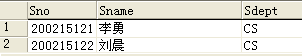 Sno Sname Sdept
1 200215121 李勇 CS
2 200215122 刘晨 CS